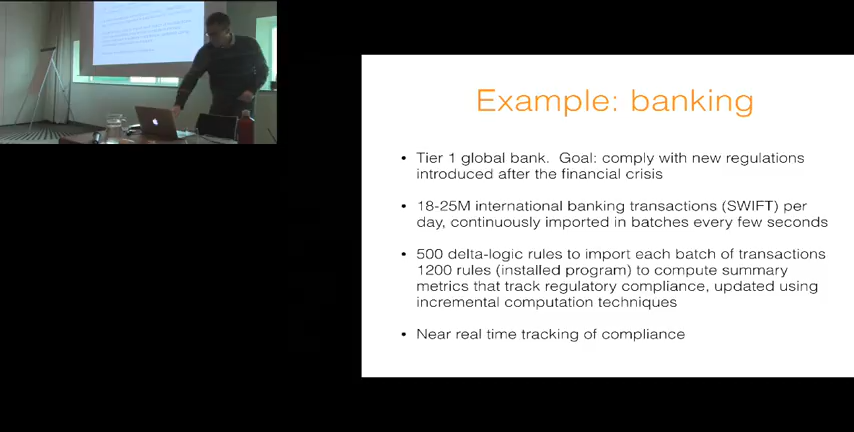 Example: banking
• Tier 1 global bank.  Goal: comply with new regulations
introduced after the financial crisis
• 18-25M international banking transactions (SWIFT) per
day, continuously imported in batches every few seconds
• 500 delta-logic rules to import each batch of transactions
1200 rules (installed program) to compute summary
metrics that track regulatory compliance, updated using
incremental computation techniques
• Near real time tracking of compliance